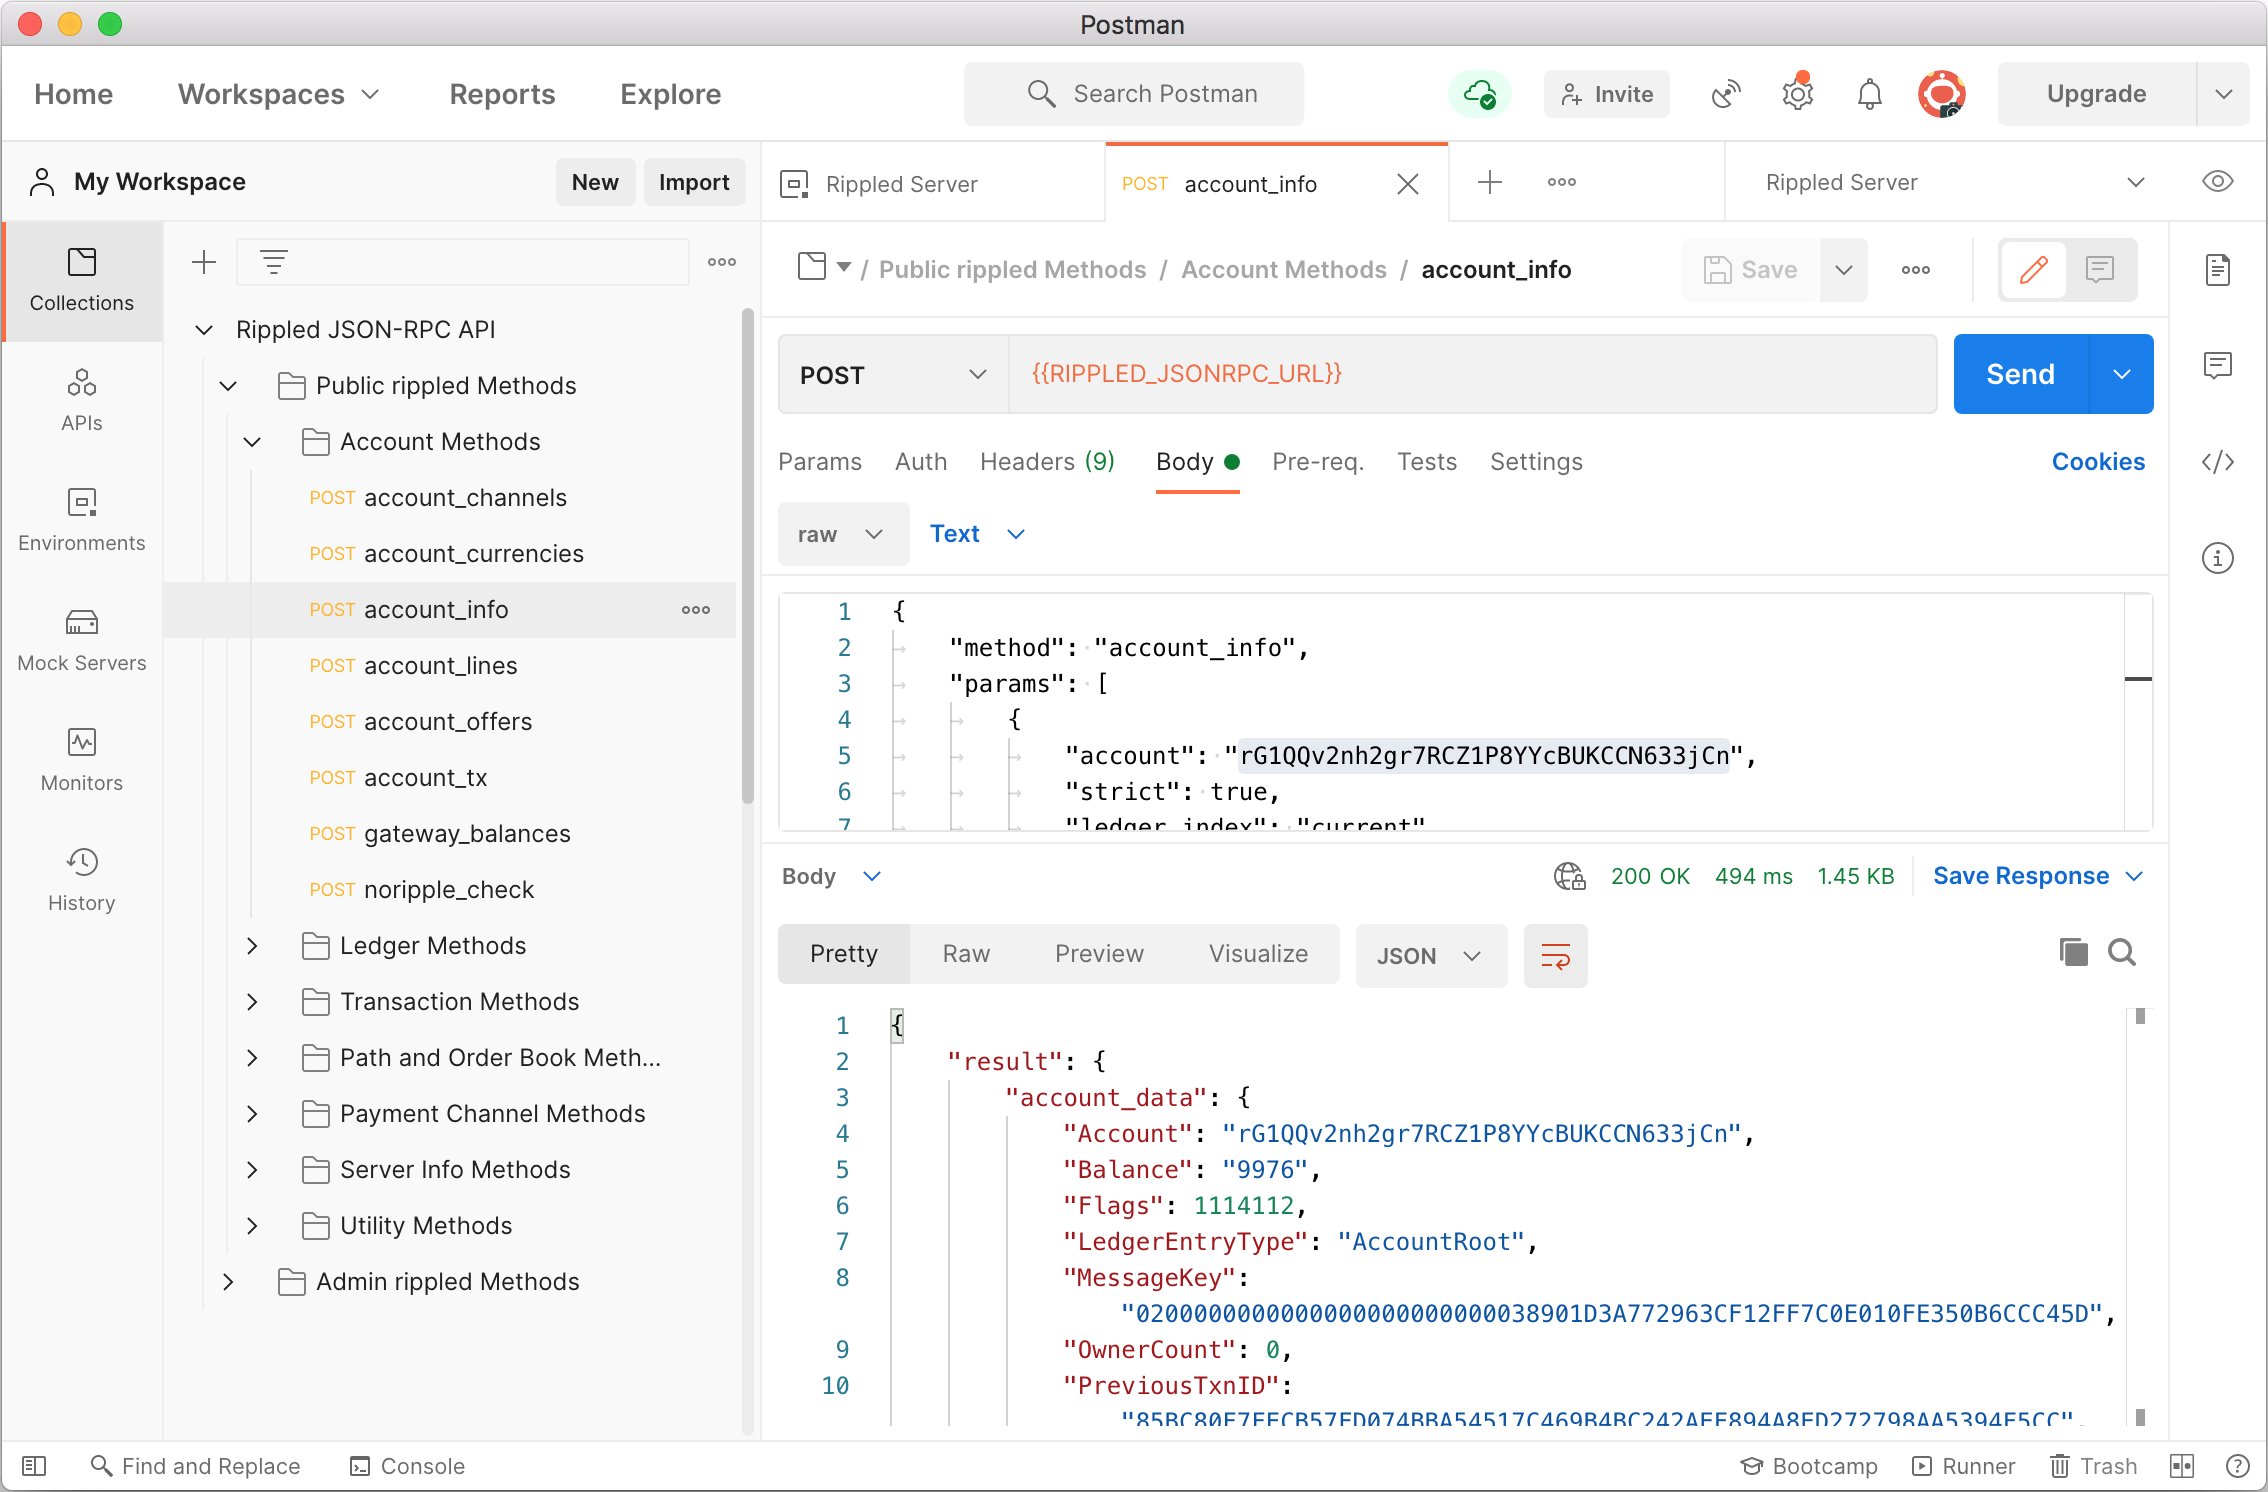 Postman
Home Workspaces Reports Explore Search Postman Invite Upgrade
My Workspace New Import
Rippled Server POST account_info Rippled Server
Collections
APIs
Environments
Mock Servers
Monitors
History
Rippled JSON-RPC API
Public rippled Methods
Account Methods
POST account_channels
POST account_currencies
POST account_info
POST account_lines
POST account_offers
POST account_tx
POST gateway_balances
POST noripple_check
Ledger Methods
Transaction Methods
Path and Order Book Meth...
Payment Channel Methods
Server Info Methods
Utility Methods
Admin rippled Methods
/ Public rippled Methods / Account Methods / account_info Save
POST {{RIPPLED_JSONRPC_URL}} Send
Params Auth Headers (9) Body Pre-req. Tests Settings Cookies
raw Text
1 {
2 "method": "account_info",
3 "params": [
4 {
5 "account": "rG1QQv2nh2gr7RCZ1P8YYcBUKCCN633jCn",
6 "strict": true,
7 "ledger_index": "current"
Body 200 OK 494 ms 1.45 KB Save Response
Pretty Raw Preview Visualize JSON
1 {
2 "result": {
3 "account_data": {
4 "Account": "rG1QQv2nh2gr7RCZ1P8YYcBUKCCN633jCn",
5 "Balance": "9976",
6 "Flags": 1114112,
7 "LedgerEntryType": "AccountRoot",
8 "MessageKey":
"0200000000000000000000000038901D3A772963CF12FF7C0E010FE350B6CCC45D",
9 "OwnerCount": 0,
10 "PreviousTxnID":
Find and Replace Console Bootcamp Runner Trash